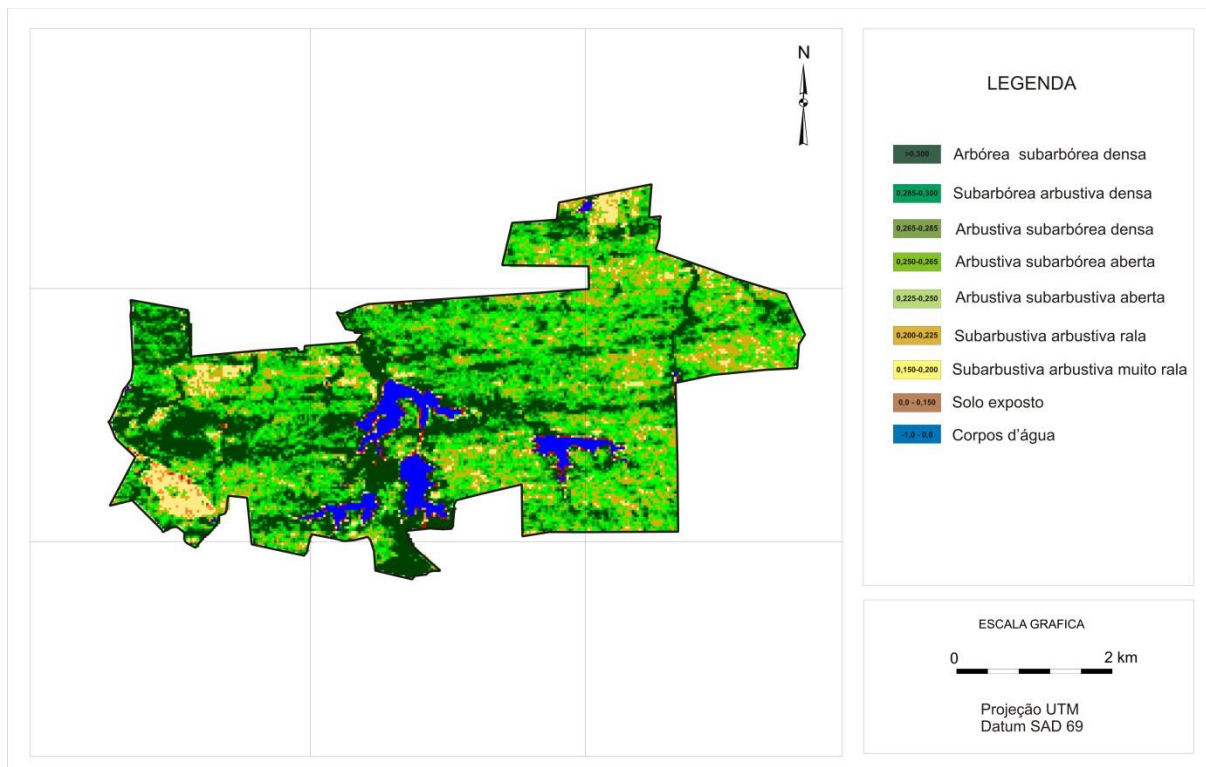 N
LEGENDA
>0,300 Arbórea subarbórea densa
0,285-0,300 Subarbórea arbustiva densa
0,265-0,285 Arbustiva subarbórea densa
0,250-0,265 Arbustiva subarbórea aberta
0,225-0,250 Arbustiva subarbustiva aberta
0,200-0,225 Subarbustiva arbustiva rala
0,150-0,200 Subarbustiva arbustiva muito rala
0,0 - 0,150 Solo exposto
-1,0 - 0,0 Corpos d'água
ESCALA GRAFICA
0 2 km
Projeção UTM
Datum SAD 69